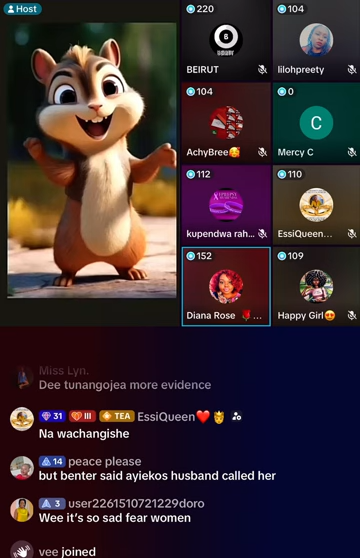 Host
220
BEIRUT
104
lilohpreety
104
AchyBree🥰
0
C
Mercy C
112
kupendwa rah...
110
EssiQueen...
152
Diana Rose 🌹...
109
Happy Girl😍
Miss Lyn.
Dee tunangojea more evidence
31 III TEA EssiQueen❤️🤴
Na wachangishe
14 peace please
but benter said ayiekos husband called her
3 user2261510721229doro
Wee it's so sad fear women
vee joined